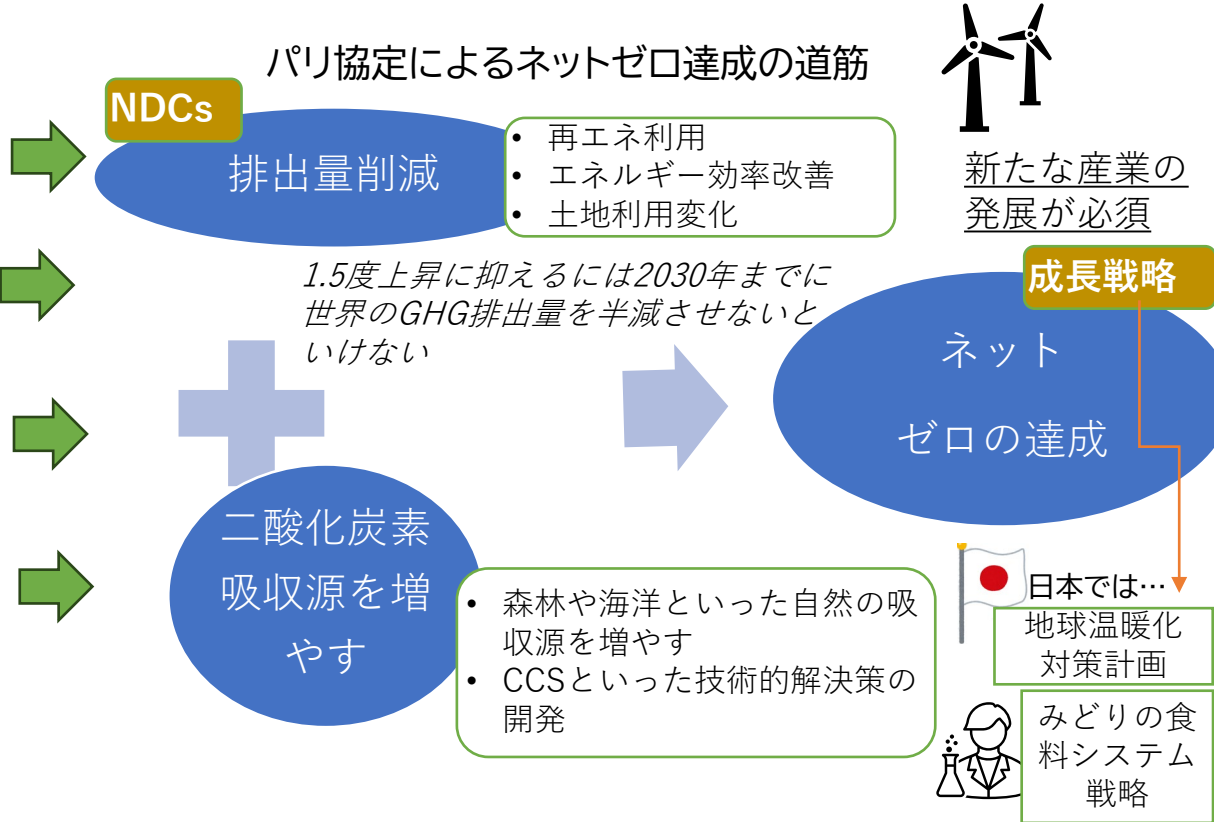 パリ協定によるネットゼロ達成の道筋
NDCs
排出量削減
• 再エネ利用
• エネルギー効率改善
• 土地利用変化
新たな産業の
発展が必須
1.5度上昇に抑えるには2030年までに
世界のGHG排出量を半減させないと
いけない
成長戦略
ネット
ゼロの達成
二酸化炭素
吸収源を増
やす
• 森林や海洋といった自然の吸
収源を増やす
• CCSといった技術的解決策の
開発
日本では…
地球温暖化
対策計画
みどりの食
料システム
戦略